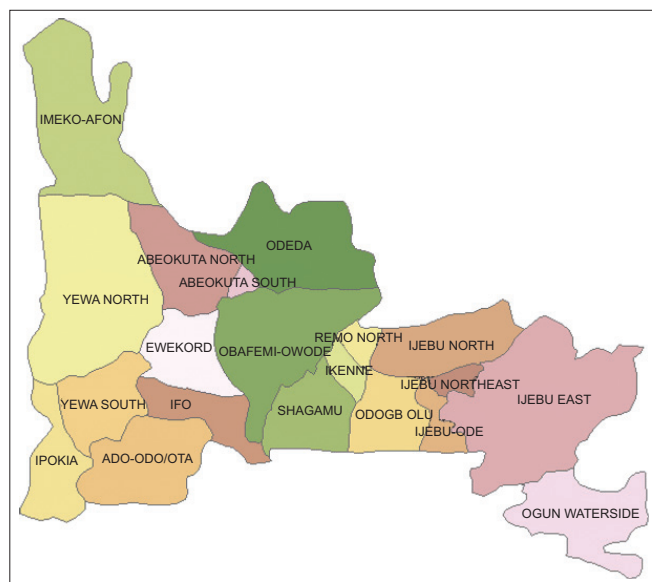 IMEKO-AFON
ODEDA
ABEOKUTA NORTH
ABEOKUTA SOUTH
YEWA NORTH
REMO NORTH
EWEKORD
OBAFEMI-OWODE
IJEBU NORTH
IKENNE
IJEBU NORTHEAST
IJEBU EAST
YEWA SOUTH
IFO
SHAGAMU
ODOGB OLU
IJEBU-ODE
IPOKIA
ADO-ODO/OTA
OGUN WATERSIDE